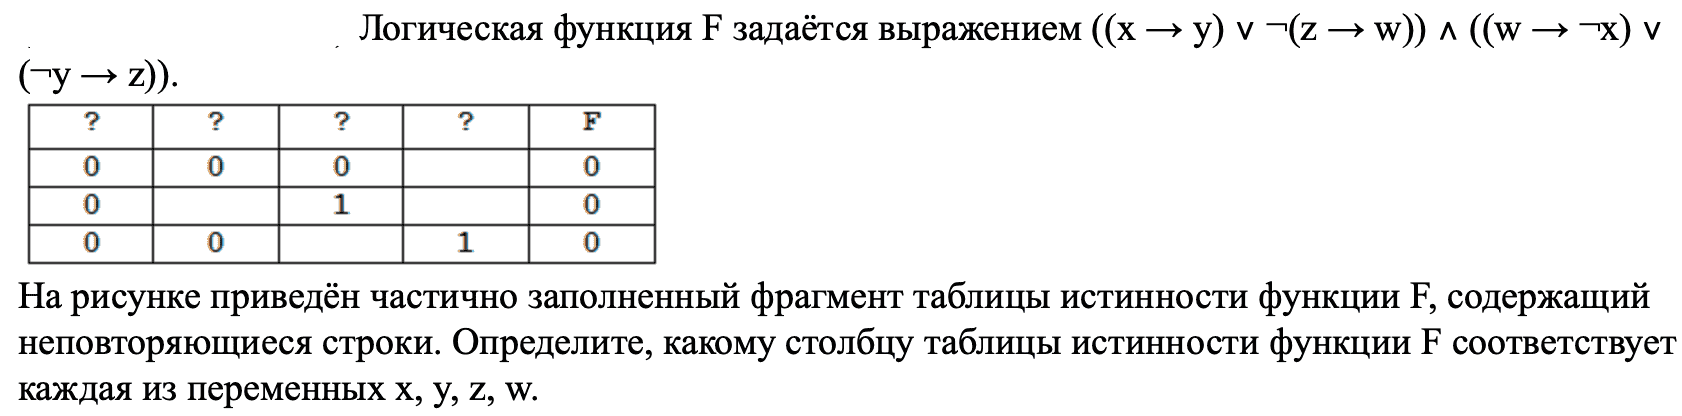 Логическая функция F задаётся выражением ((x → y) ∨ ¬(z → w)) ∧ ((w → ¬x) ∨
(¬y → z)).
? ? ? ? F
0 0 0 0
0 1 0
0 0 1 0
На рисунке приведён частично заполненный фрагмент таблицы истинности функции F, содержащий
неповторяющиеся строки. Определите, какому столбцу таблицы истинности функции F соответствует
каждая из переменных x, y, z, w.